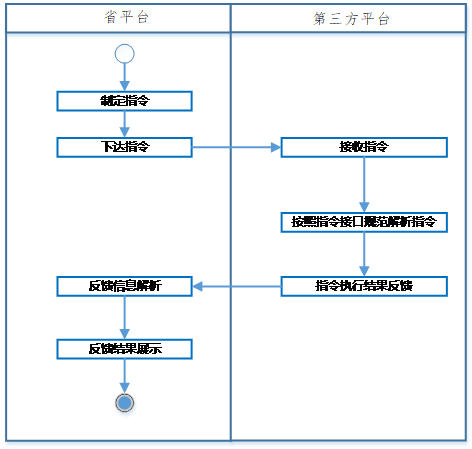 省平台
第三方平台
制定指令
下达指令
接收指令
按照指令接口规范解析指令
指令执行结果反馈
反馈信息解析
反馈结果展示